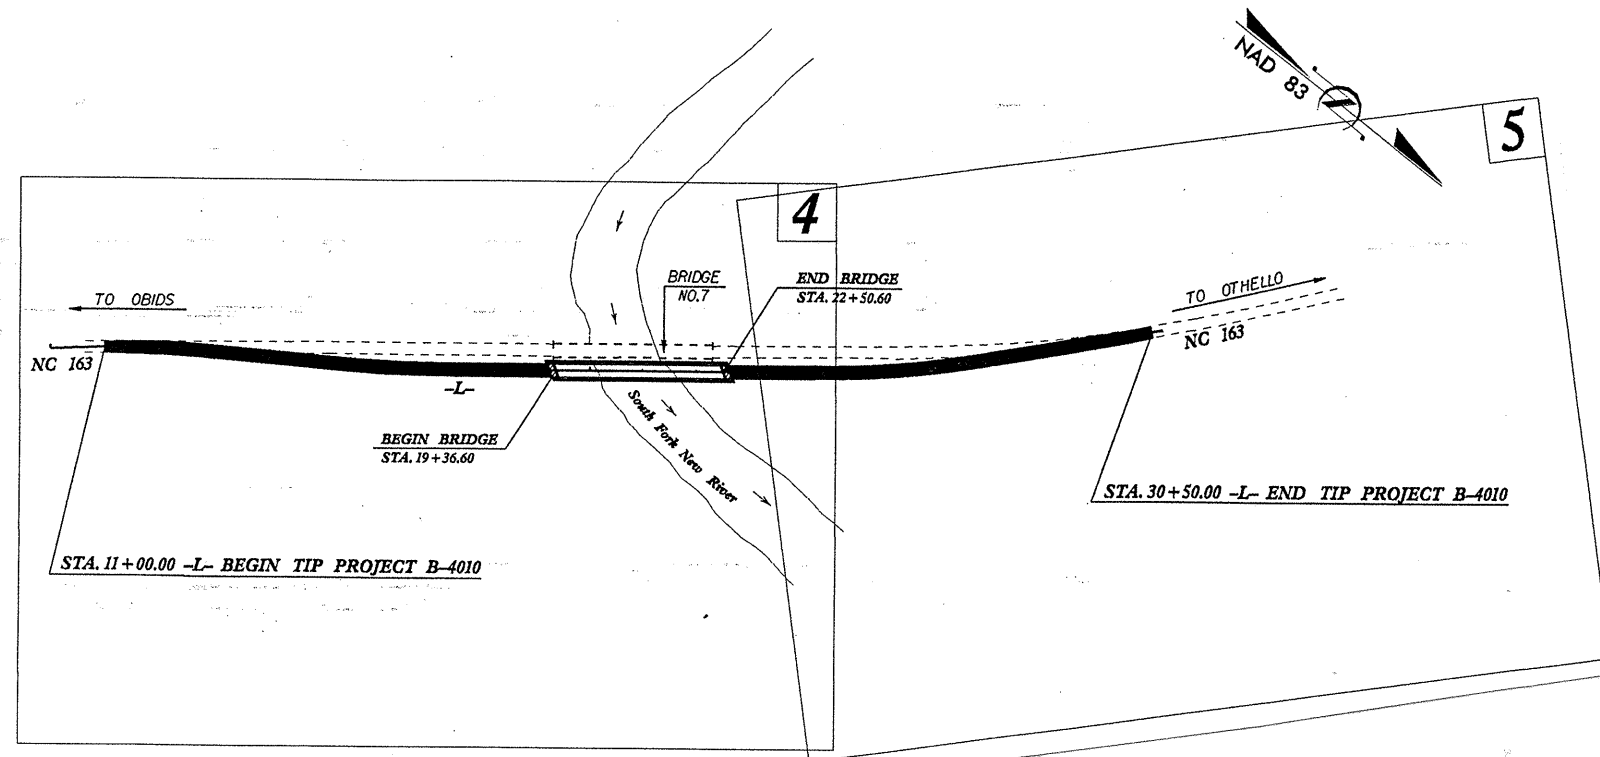 NAD 83
5
4
BRIDGE
NO.7
END BRIDGE
STA. 22+50.60
TO OBIDS
TO OTHELLO
NC 163
NC 163
-L-
South Fork New River
BEGIN BRIDGE
STA. 19+36.60
STA. 30+50.00 -L- END TIP PROJECT B-4010
STA. 11+00.00 -L- BEGIN TIP PROJECT B-4010